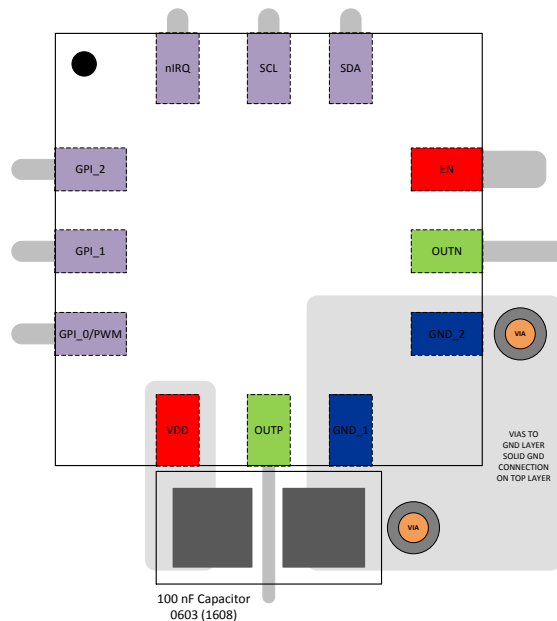 nIRQ
SCL
SDA
GPI_2
EN
GPI_1
OUTN
GPI_0/PWM
GND_2
VIA
VDD
OUTP
GND_1
VIAS TO
GND LAYER
SOLID GND
CONNECTION
ON TOP LAYER
VIA
100 nF Capacitor
0603 (1608)